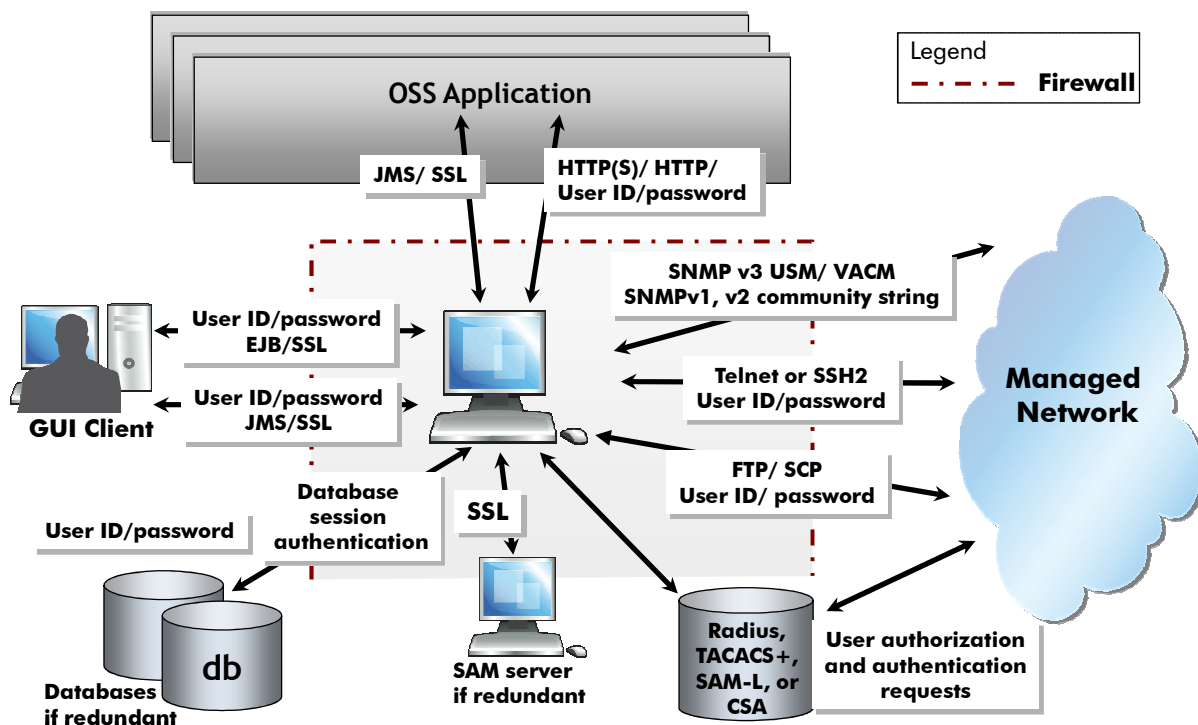 OSS Application
Legend
Firewall
JMS/ SSL
HTTP(S)/ HTTP/
User ID/password
SNMP v3 USM/ VACM
SNMPv1, v2 community string
User ID/password
EJB/SSL
User ID/password
JMS/SSL
GUI Client
Telnet or SSH2
User ID/password
Managed
Network
FTP/ SCP
User ID/ password
Database
session
authentication
SSL
User ID/password
db
Databases
if redundant
SAM server
if redundant
Radius,
TACACS+,
SAM-L, or
CSA
User authorization
and authentication
requests